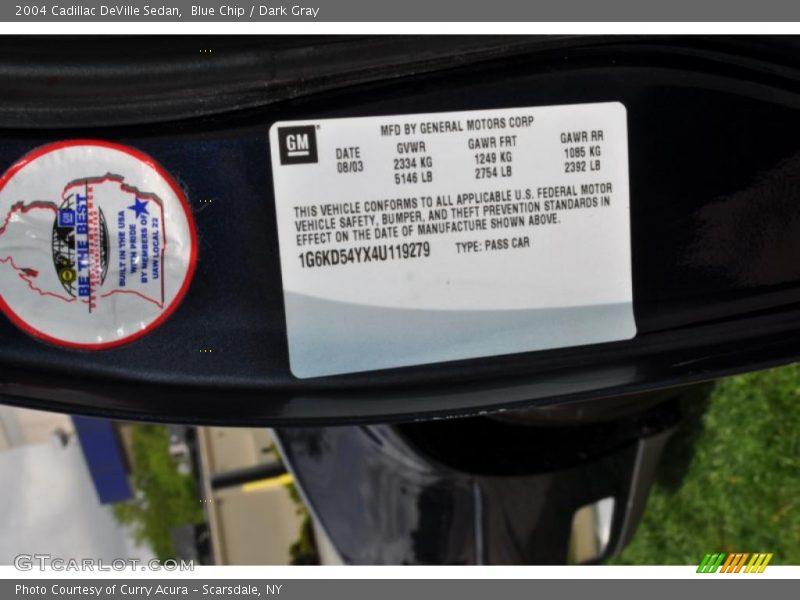 2004 Cadillac DeVille Sedan, Blue Chip / Dark Gray
GM
MFD BY GENERAL MOTORS CORP
DATE GVWR GAWR FRT GAWR RR
08/03 2334 KG 1249 KG 1085 KG
5146 LB 2754 LB 2392 LB
THIS VEHICLE CONFORMS TO ALL APPLICABLE U.S. FEDERAL MOTOR
VEHICLE SAFETY, BUMPER, AND THEFT PREVENTION STANDARDS IN
EFFECT ON THE DATE OF MANUFACTURE SHOWN ABOVE.
1G6KD54YX4U119279 TYPE: PASS CAR
GM
BE THE BEST
BUILT IN THE USA
WITH PRIDE
BY MEMBERS OF
UAW LOCAL 22
GTCARLOT.COM
Photo Courtesy of Curry Acura - Scarsdale, NY